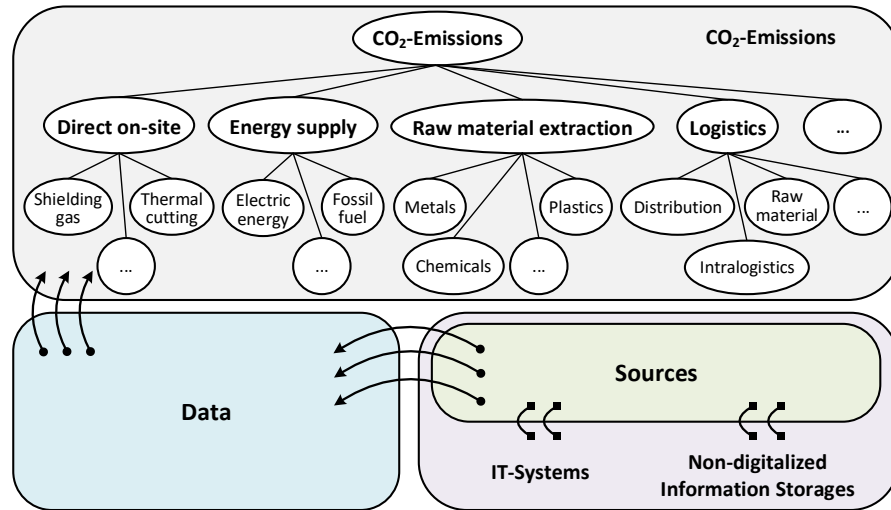 CO₂-Emissions
CO₂-Emissions
Direct on-site
Energy supply
Raw material extraction
Logistics
...
Shielding
gas
Thermal
cutting
...
Electric
energy
Fossil
fuel
...
Metals
Plastics
Chemicals
...
Distribution
Raw
material
...
Intralogistics
Data
Sources
IT-Systems
Non-digitalized
Information Storages